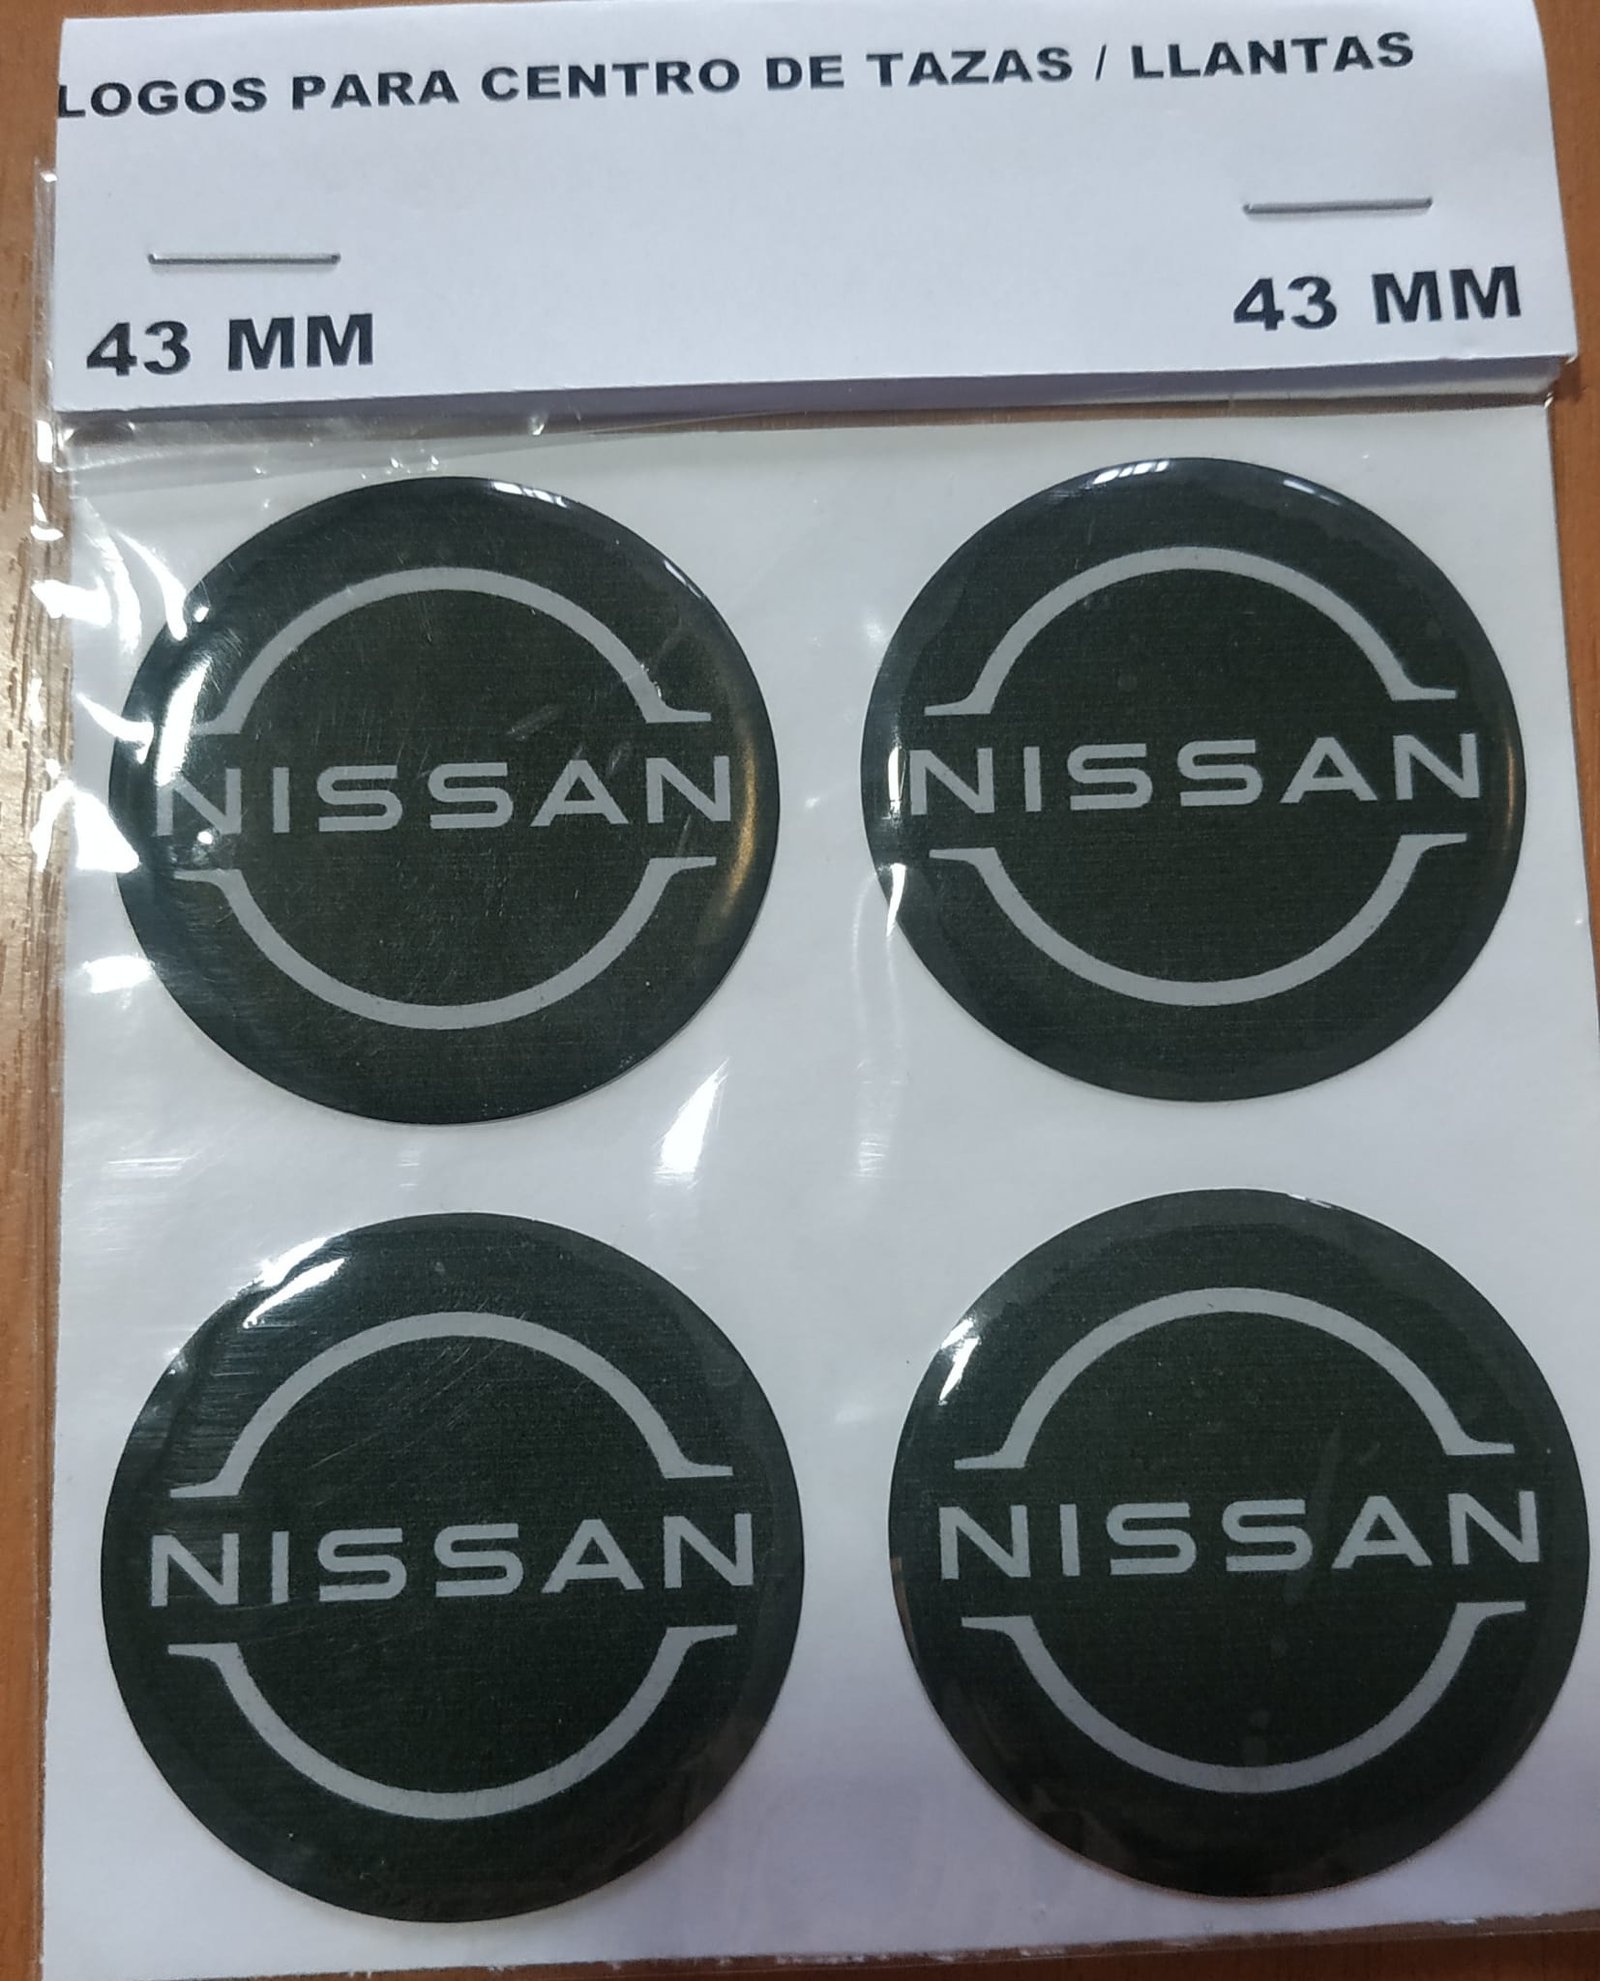 LOGOS PARA CENTRO DE TAZAS / LLANTAS
43 MM
43 MM
NISSAN
NISSAN
NISSAN
NISSAN